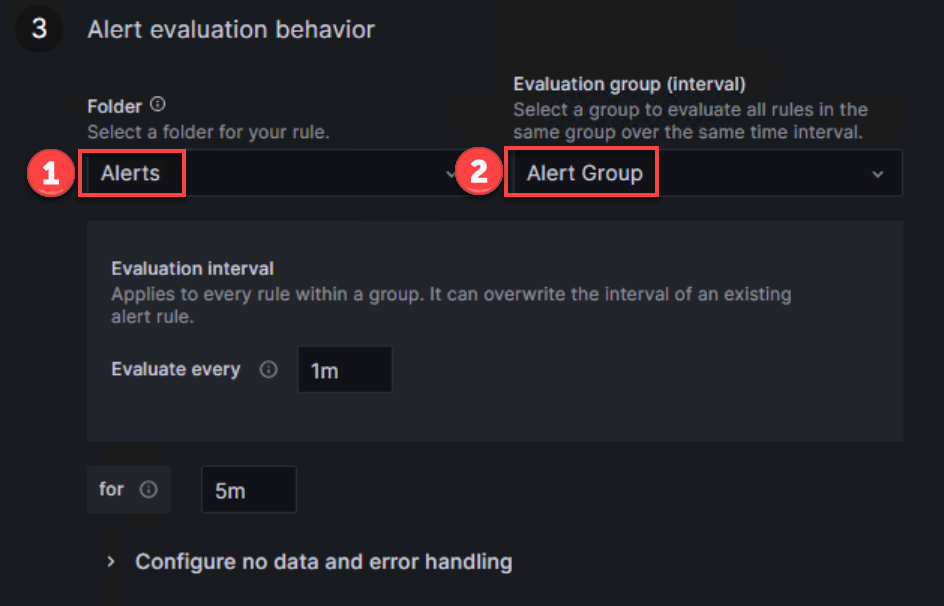 3 Alert evaluation behavior
Folder
Select a folder for your rule.
1 Alerts
Evaluation group (interval)
Select a group to evaluate all rules in the
same group over the same time interval.
2 Alert Group
Evaluation interval
Applies to every rule within a group. It can overwrite the interval of an existing
alert rule.
Evaluate every 1m
for 5m
Configure no data and error handling